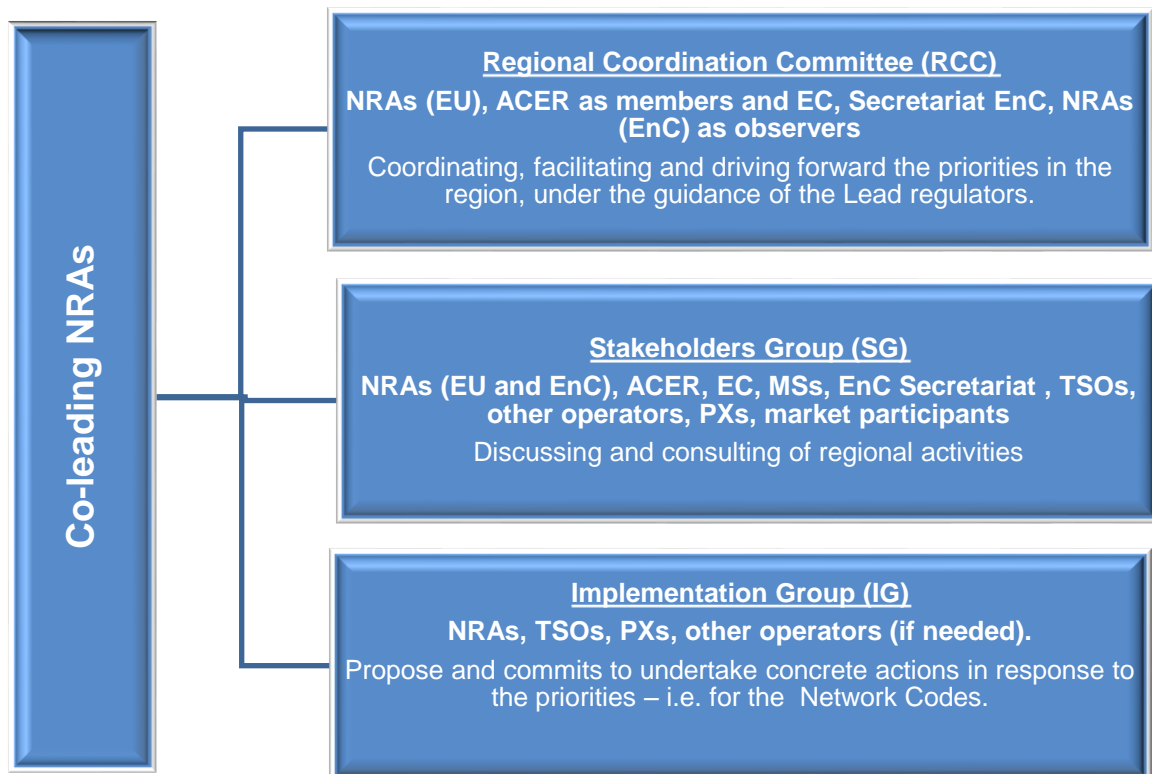 Co-leading NRAs
Regional Coordination Committee (RCC)
NRAs (EU), ACER as members and EC, Secretariat EnC, NRAs
(EnC) as observers
Coordinating, facilitating and driving forward the priorities in the
region, under the guidance of the Lead regulators.
Stakeholders Group (SG)
NRAs (EU and EnC), ACER, EC, MSs, EnC Secretariat , TSOs,
other operators, PXs, market participants
Discussing and consulting of regional activities
Implementation Group (IG)
NRAs, TSOs, PXs, other operators (if needed).
Propose and commits to undertake concrete actions in response to
the priorities – i.e. for the  Network Codes.